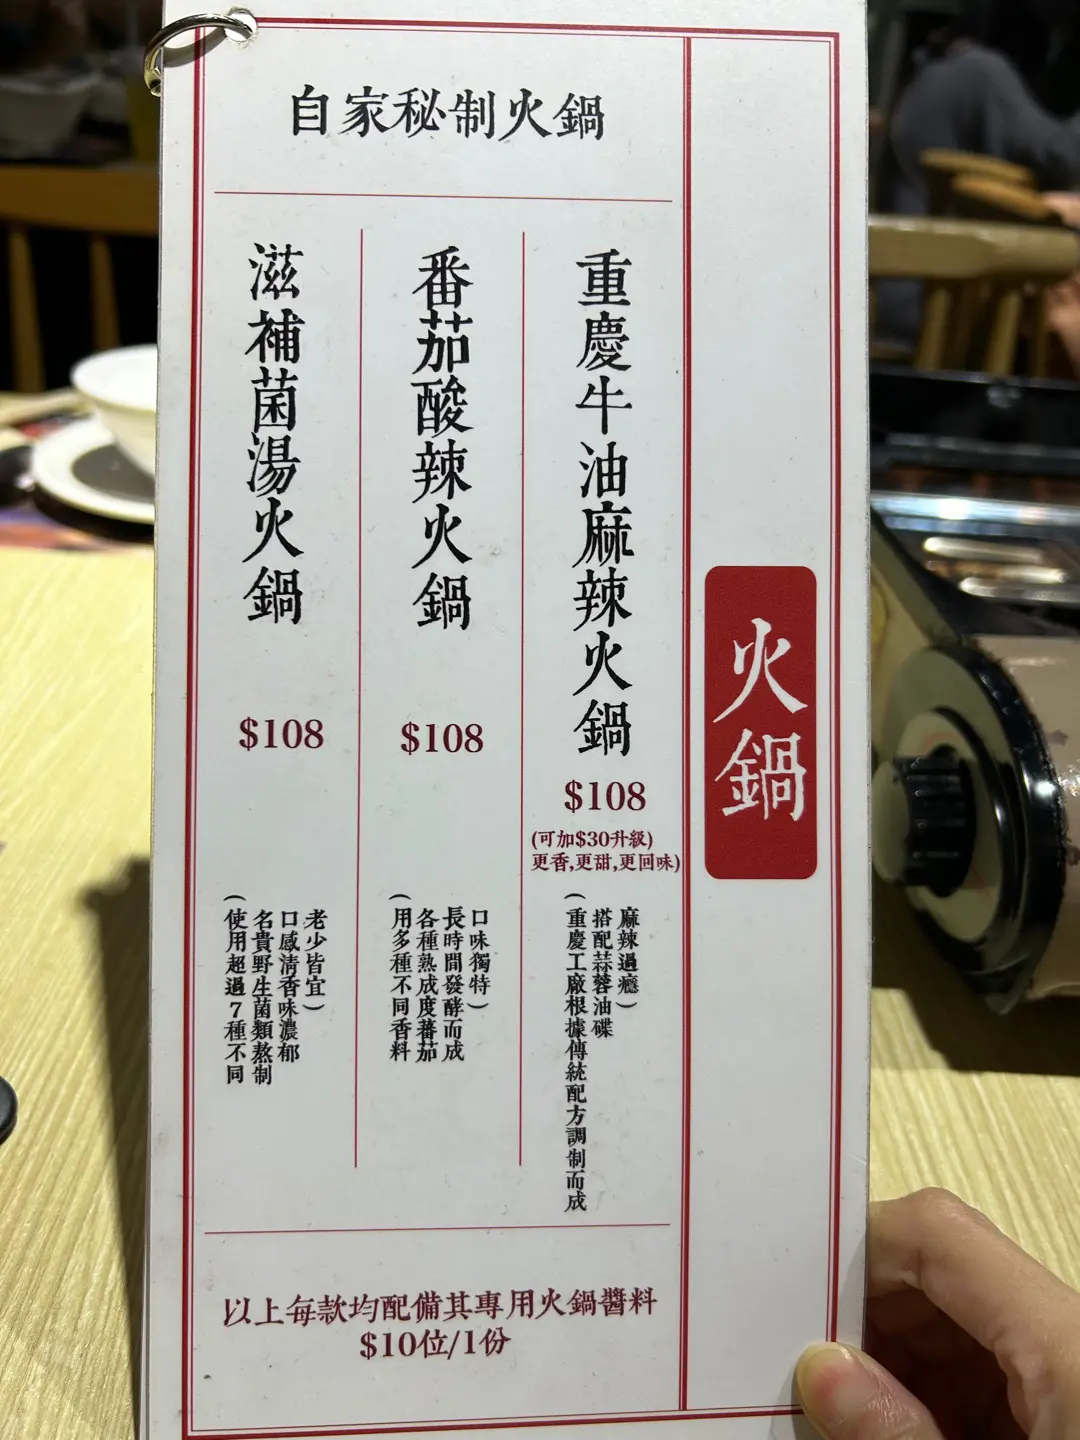 火鍋
自家秘制火鍋
重慶牛油麻辣火鍋
$108
(可加$30升級)
更香,更甜,更回味)
(重慶工廠根據傳統配方調制而成
搭配蒜蓉油碟
麻辣過癮)
番茄酸辣火鍋
$108
(用多種不同香料
各種熟成度蕃茄
長時間發酵而成
口味獨特)
滋補菌湯火鍋
$108
(使用超過7種不同
名貴野生菌類熬制
口感清香味濃郁
老少皆宜)
以上每款均配備其專用火鍋醬料
$10位/1份